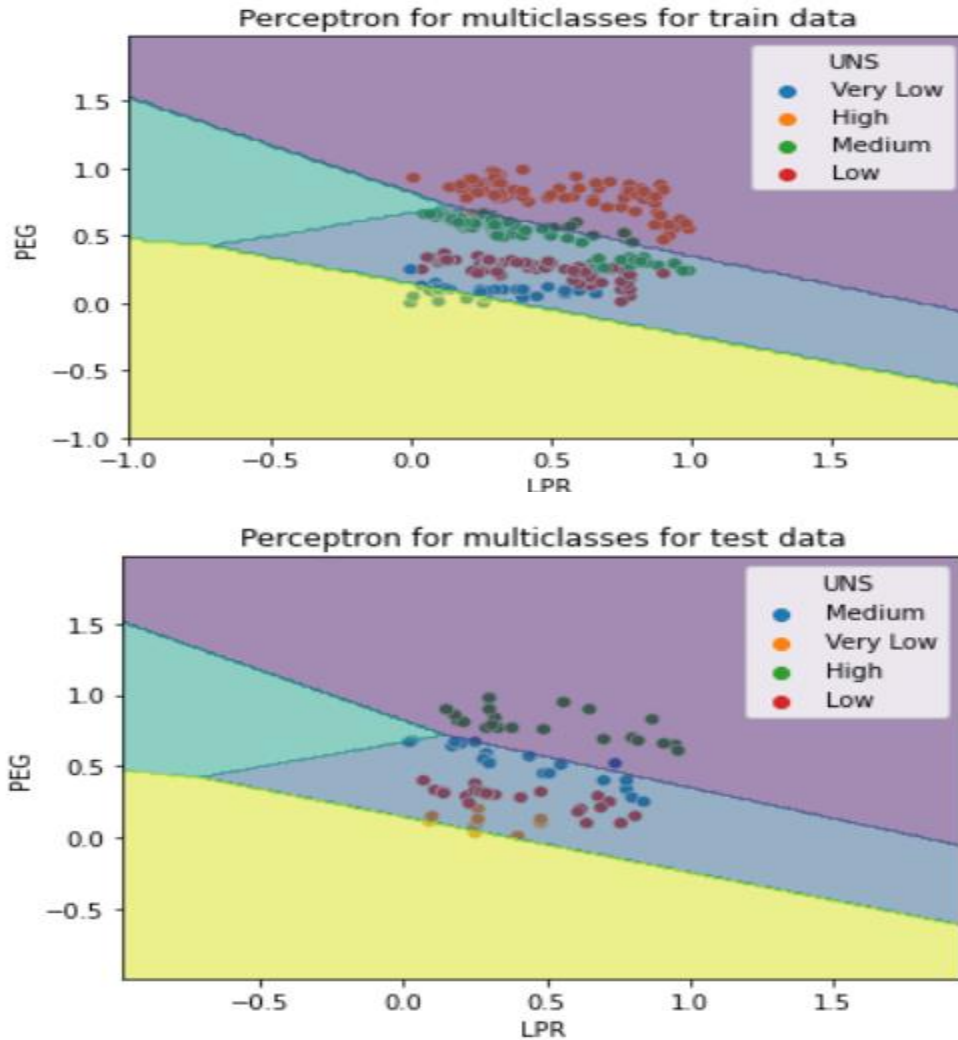 Perceptron for multiclasses for train data
UNS
Very Low
High
Medium
Low
1.5
1.0
0.5
0.0
−0.5
−1.0
PEG
−1.0 −0.5 0.0 0.5 1.0 1.5
LPR
Perceptron for multiclasses for test data
UNS
Medium
Very Low
High
Low
1.5
1.0
0.5
0.0
−0.5
PEG
−0.5 0.0 0.5 1.0 1.5
LPR